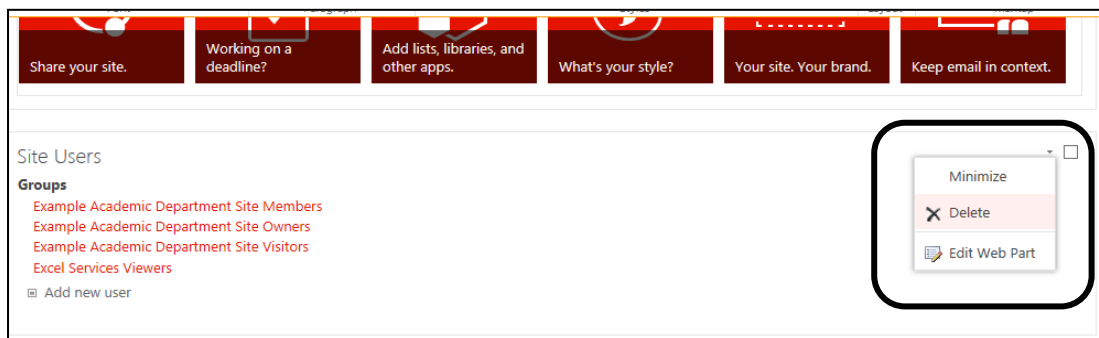 Share your site.
Working on a
deadline?
Add lists, libraries, and
other apps.
What's your style?
Your site. Your brand.
Keep email in context.
Site Users
Groups
Example Academic Department Site Members
Example Academic Department Site Owners
Example Academic Department Site Visitors
Excel Services Viewers
Add new user
Minimize
Delete
Edit Web Part